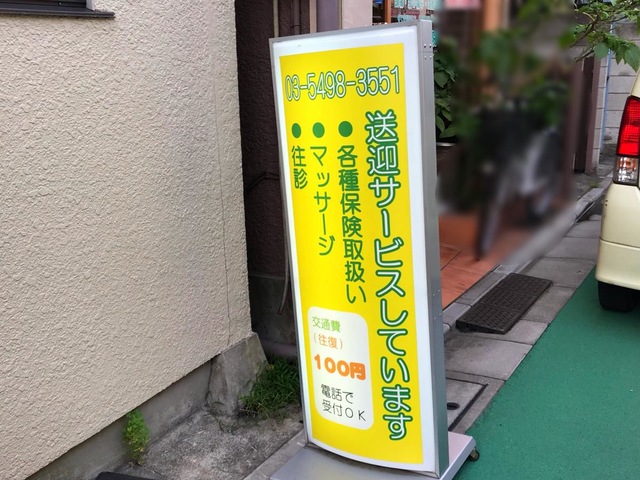 03-5498-3551
送迎サービスしています
●各種保険取扱い
●マッサージ
●往診
交通費
(往復)
100円
電話で
受付OK